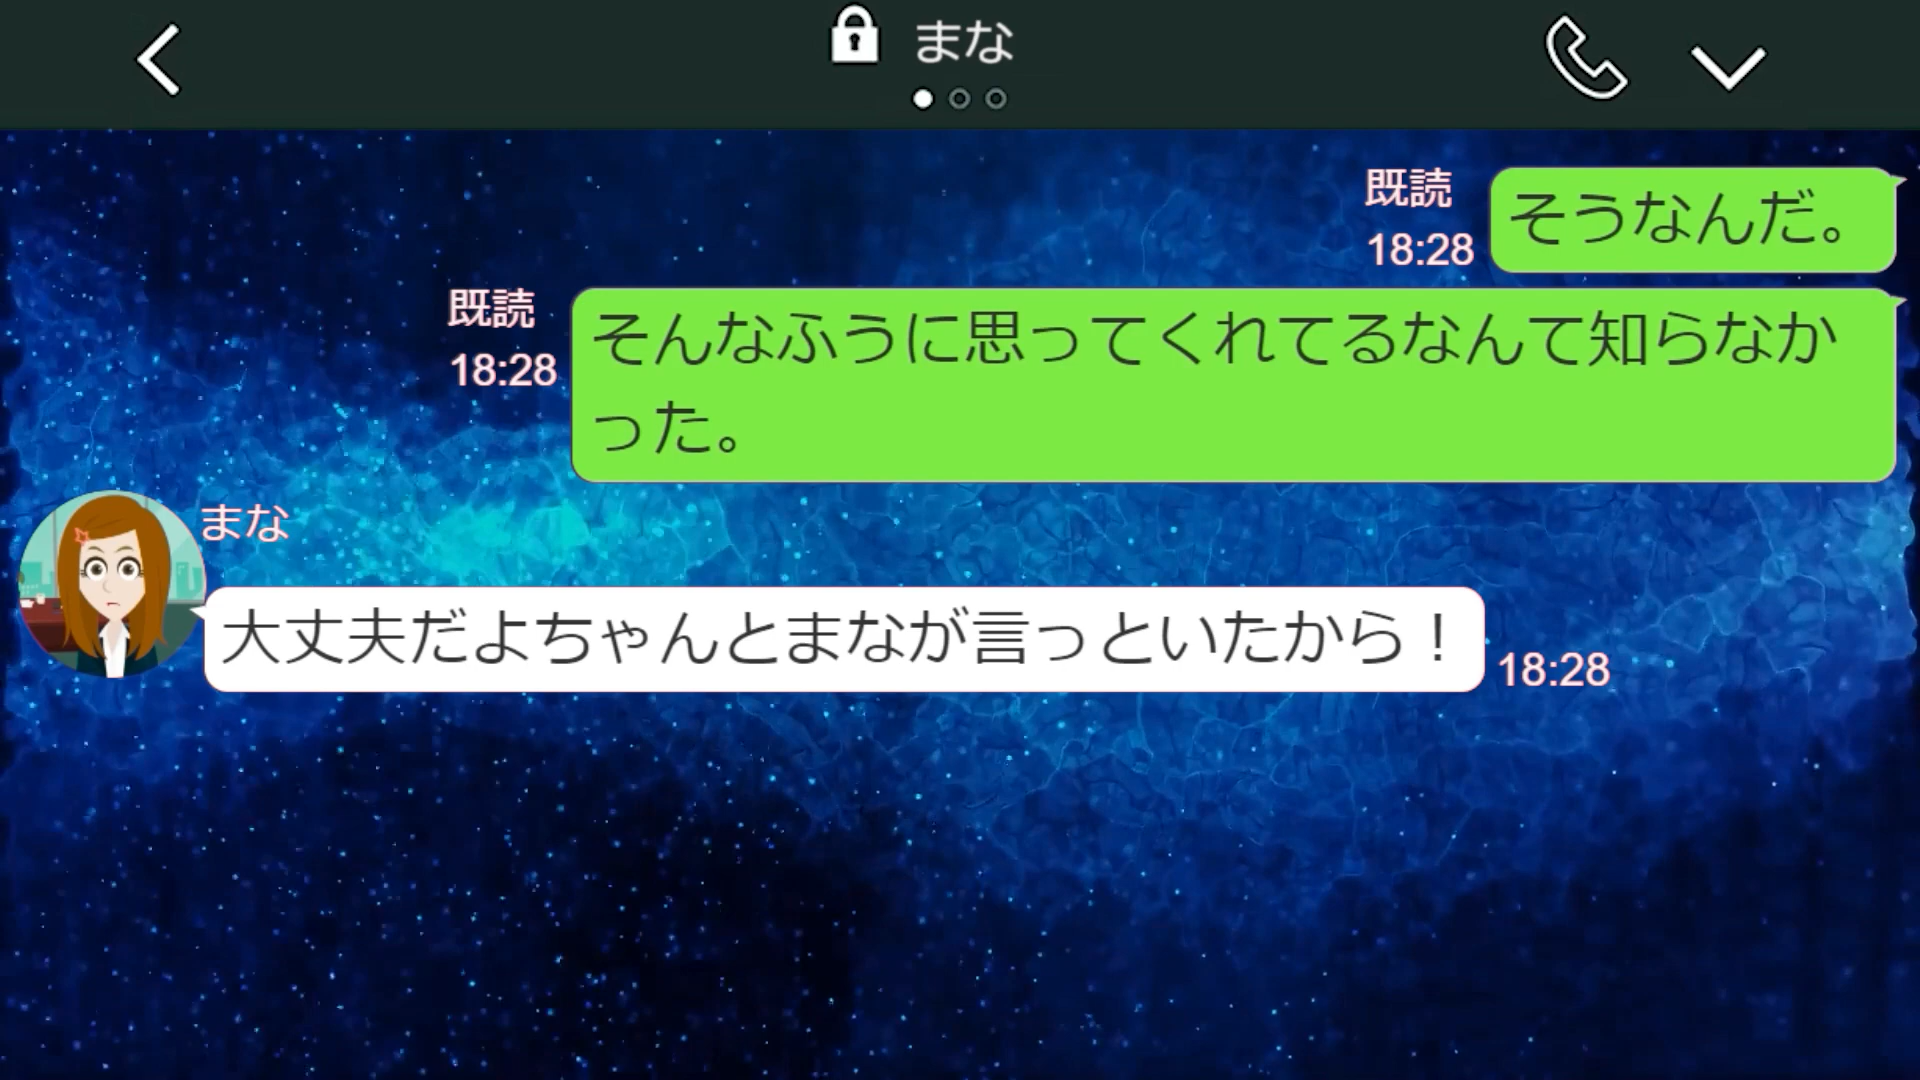 まな
既読
18:28
そうなんだ。
既読
18:28
そんなふうに思ってくれてるなんて知らなか
った。
まな
大丈夫だよちゃんとまなが言っといたから！
18:28